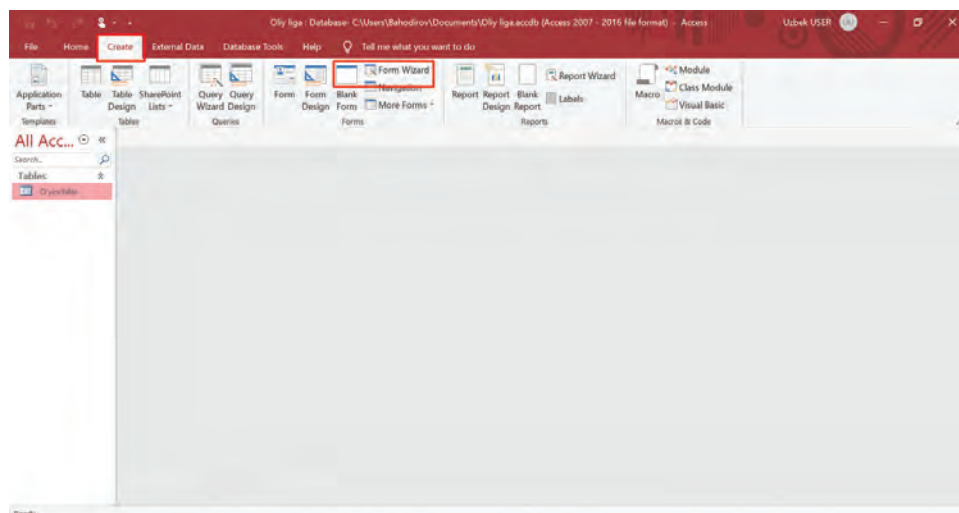 Oliy liga : Database- C:\Users\Bahodirov\Documents\Oliy liga.accdb (Access 2007 - 2016 file format) - Access
Uzbek USER
File Home Create External Data Database Tools Help Tell me what you want to do
Application Parts
Table
Table Design
SharePoint Lists
Query Wizard
Query Design
Form
Form Design
Blank Form
Form Wizard
Navigation
More Forms
Report
Report Design
Blank Report
Report Wizard
Labels
Macro
Module
Class Module
Visual Basic
Templates Tables Queries Forms Reports Macros & Code
All Acc...
Search...
Tables